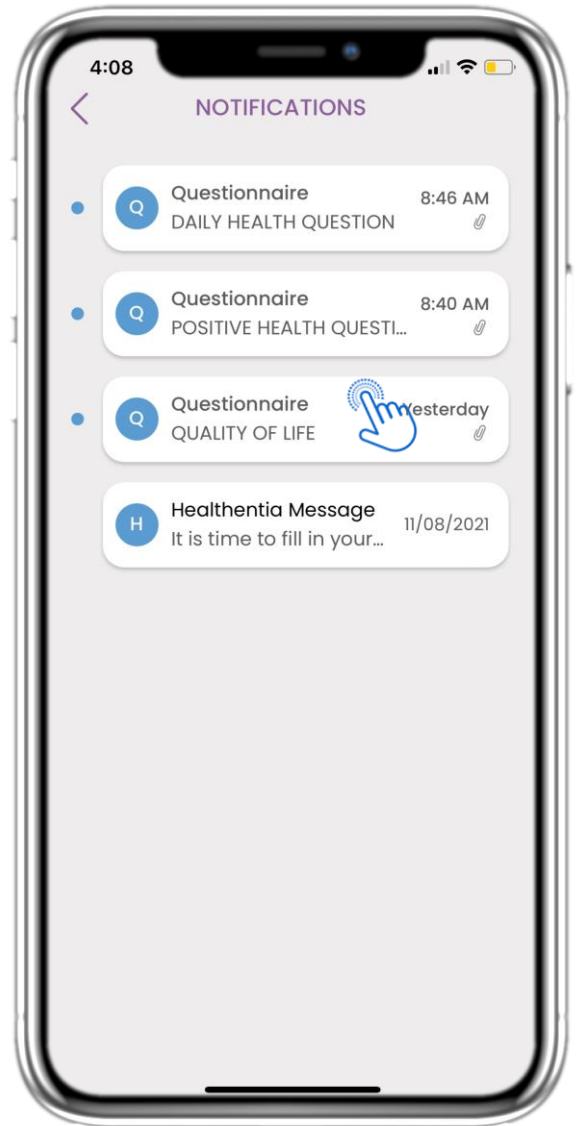 4:08
NOTIFICATIONS
Q
Questionnaire
8:46 AM
DAILY HEALTH QUESTION
Q
Questionnaire
8:40 AM
POSITIVE HEALTH QUESTI...
Q
Questionnaire
Yesterday
QUALITY OF LIFE
H
Healthentia Message
11/08/2021
It is time to fill in your...